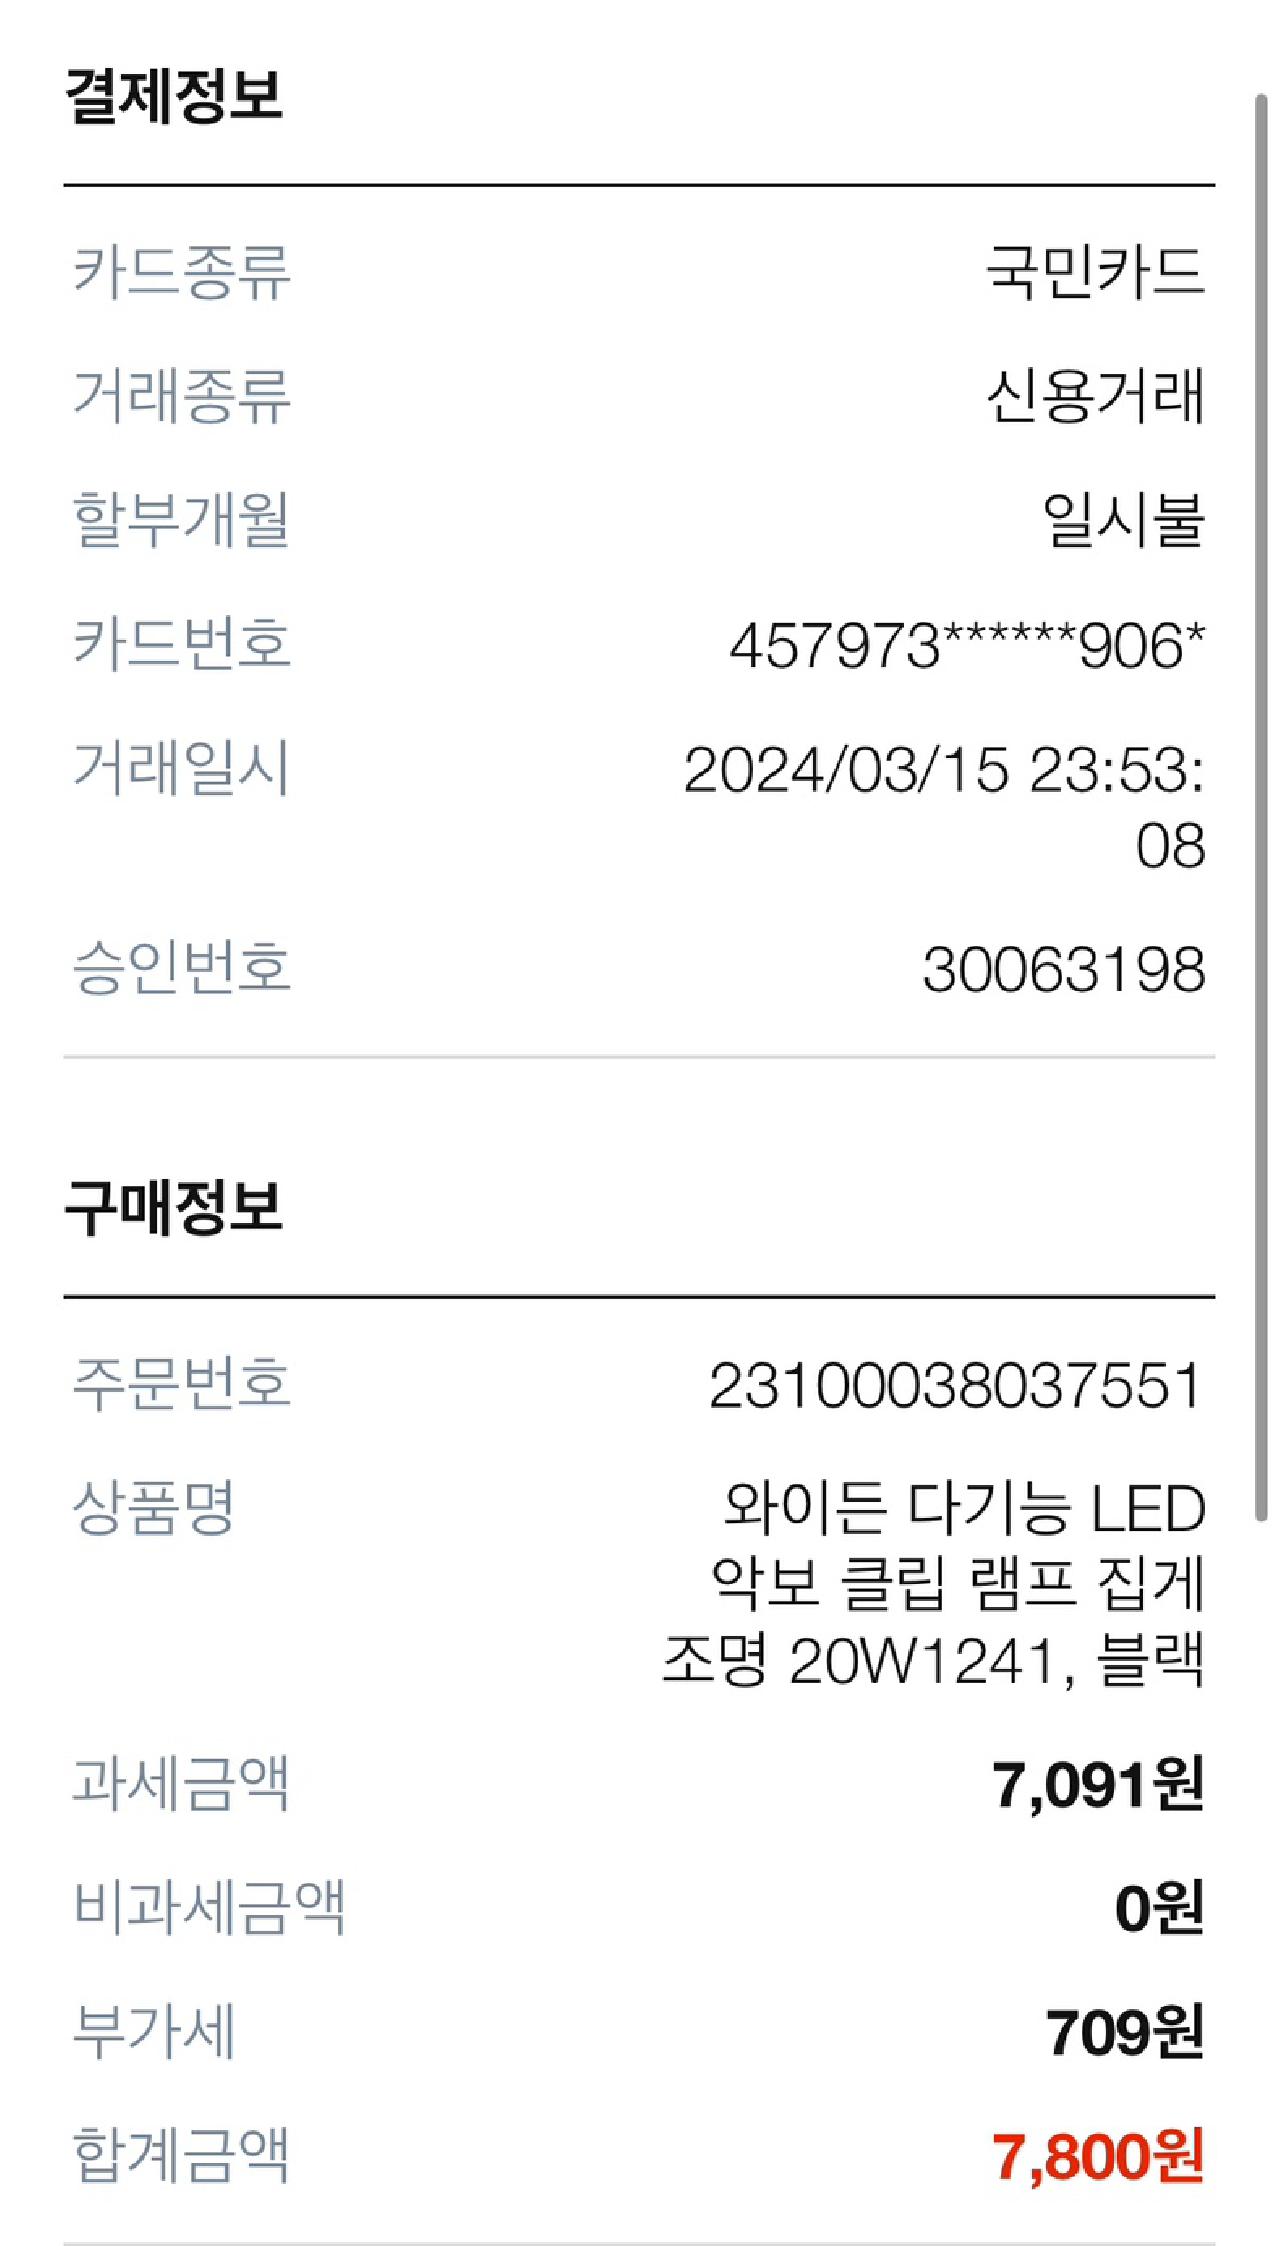 결제정보
카드종류 국민카드
거래종류 신용거래
할부개월 일시불
카드번호 457973******906*
거래일시 2024/03/15 23:53:
08
승인번호 30063198
구매정보
주문번호 23100038037551
상품명 와이든 다기능 LED
악보 클립 램프 집게
조명 20W1241, 블랙
과세금액 7,091원
비과세금액 0원
부가세 709원
합계금액 7,800원